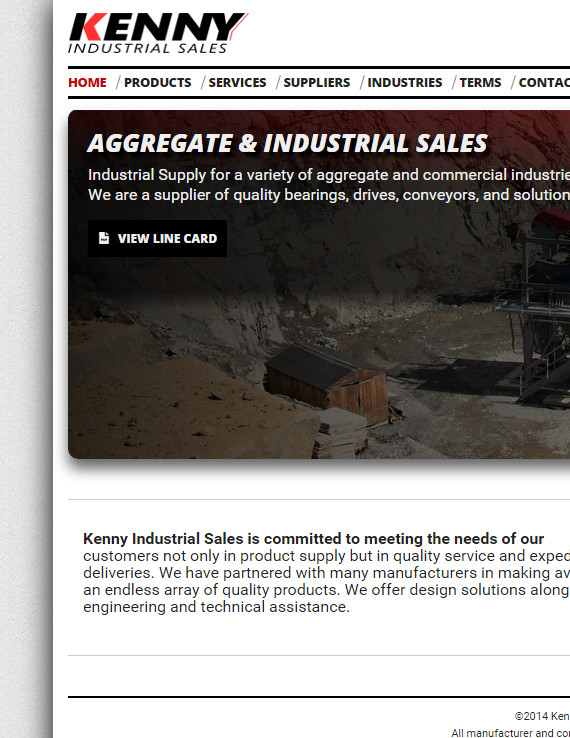 KENNY
INDUSTRIAL SALES
HOME / PRODUCTS / SERVICES / SUPPLIERS / INDUSTRIES / TERMS / CONTAC
AGGREGATE & INDUSTRIAL SALES
Industrial Supply for a variety of aggregate and commercial industrie
We are a supplier of quality bearings, drives, conveyors, and solution
VIEW LINE CARD
Kenny Industrial Sales is committed to meeting the needs of our
customers not only in product supply but in quality service and exped
deliveries. We have partnered with many manufacturers in making av
an endless array of quality products. We offer design solutions along
engineering and technical assistance.
©2014 Ken
All manufacturer and co